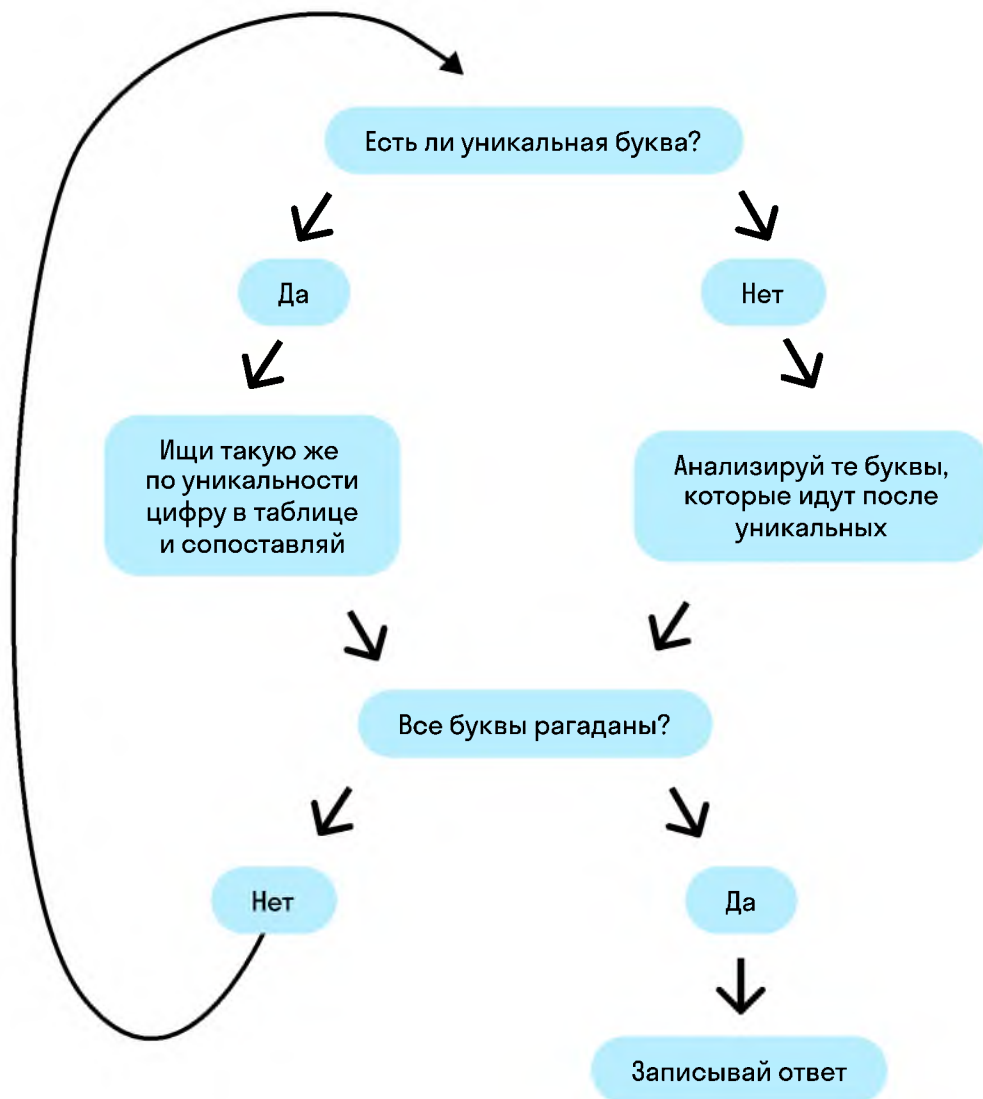 Есть ли уникальная буква?
Да
Нет
Ищи такую же
по уникальности
цифру в таблице
и сопоставляй
Анализируй те буквы,
которые идут после
уникальных
Все буквы рагаданы?
Нет
Да
Записывай ответ